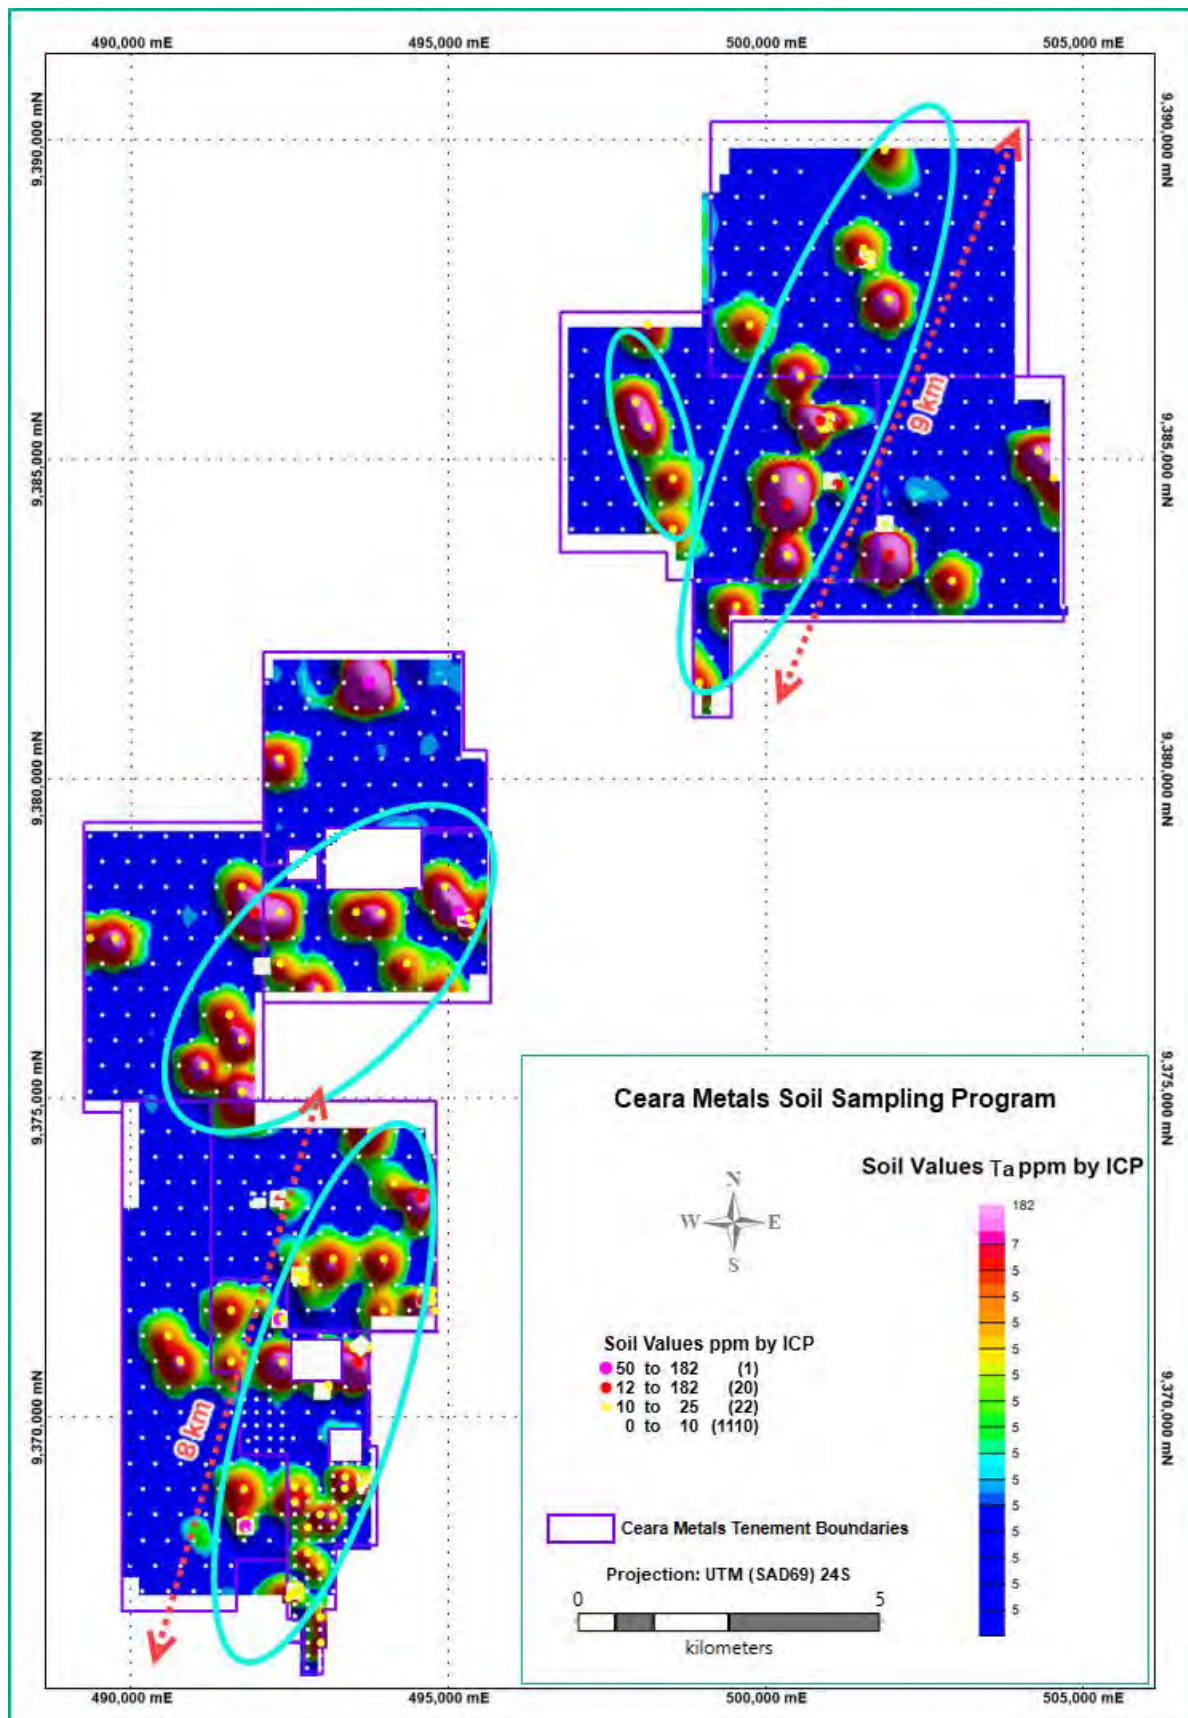 490,000 mE 495,000 mE 500,000 mE 505,000 mE
9,390,000 mN 9,390,000 mN
9 km
9,385,000 mN 9,385,000 mN
9,380,000 mN 9,380,000 mN
9,375,000 mN 9,375,000 mN
8 km
9,370,000 mN 9,370,000 mN
Ceara Metals Soil Sampling Program
N
W E
S
Soil Values Ta ppm by ICP
182
7
5
5
5
5
5
5
5
5
5
5
5
5
5
Soil Values ppm by ICP
50 to 182 (1)
12 to 182 (20)
10 to 25 (22)
0 to 10 (1110)
Ceara Metals Tenement Boundaries
Projection: UTM (SAD69) 24S
0 5
kilometers
490,000 mE 495,000 mE 500,000 mE 505,000 mE